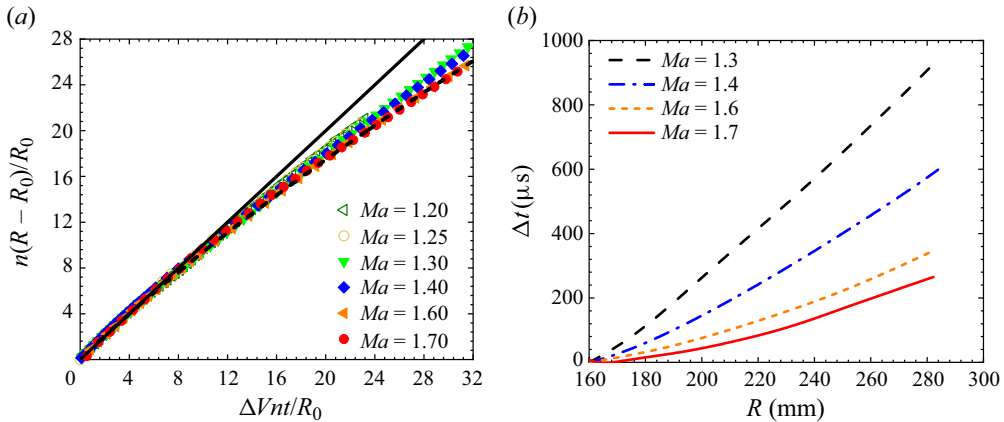 (a)
n(R − R₀)/R₀
28
24
20
16
12
8
4
0 4 8 12 16 20 24 28 32
ΔVnt/R₀
Ma = 1.20
Ma = 1.25
Ma = 1.30
Ma = 1.40
Ma = 1.60
Ma = 1.70
(b)
Δt (μs)
1000
800
600
400
200
0
160 180 200 220 240 260 280 300
R (mm)
Ma = 1.3
Ma = 1.4
Ma = 1.6
Ma = 1.7